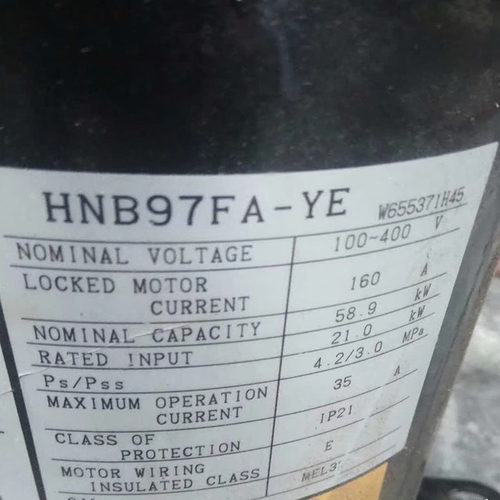 HNB97FA-YE W655371H45
NOMINAL VOLTAGE 100~400 V
LOCKED MOTOR
CURRENT 160 A
NOMINAL CAPACITY 58.9 kW
RATED INPUT 21.0 kW
Ps/Pss 4.2/3.0 MPa
MAXIMUM OPERATION
CURRENT 35 A
CLASS OF
PROTECTION IP21
MOTOR WIRING
INSULATED CLASS E